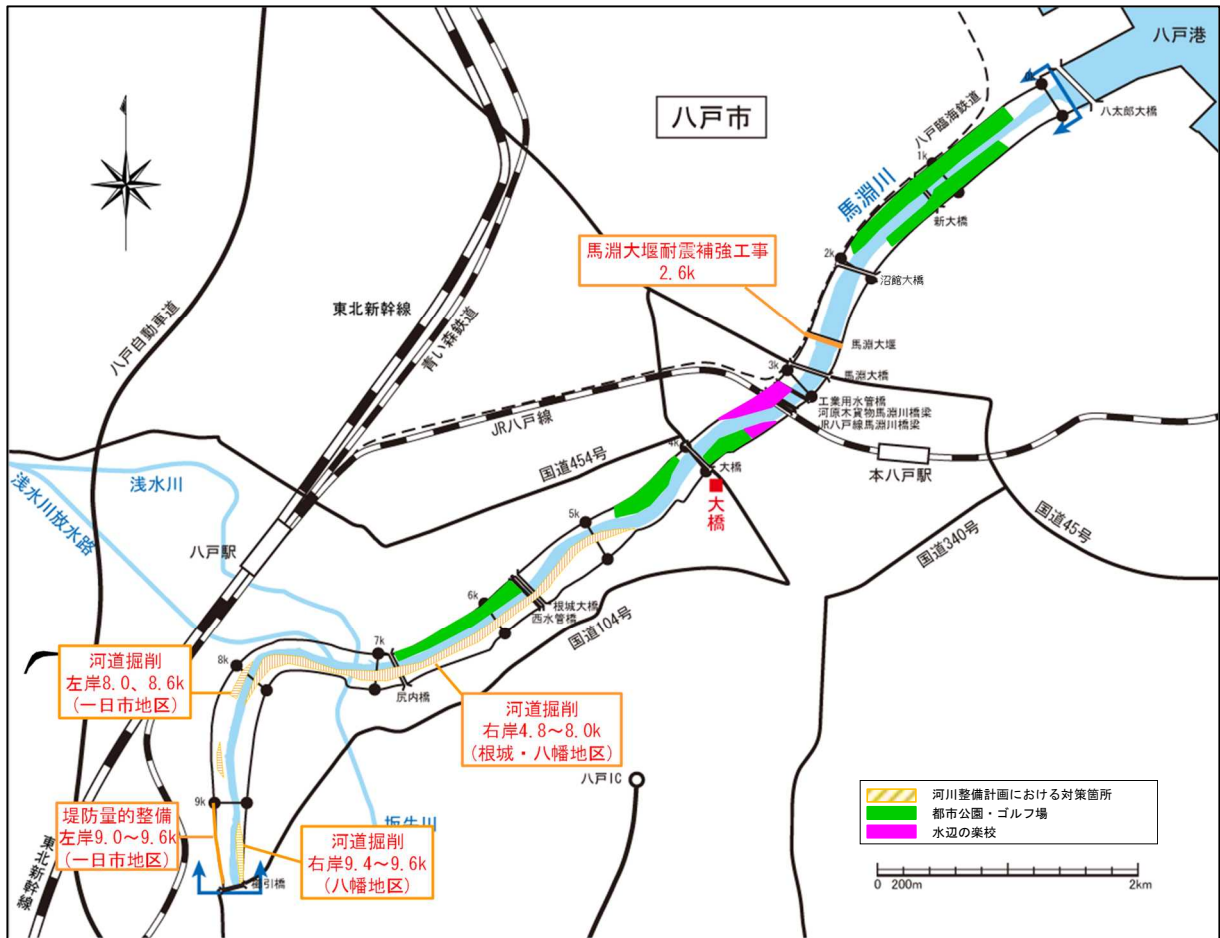 八戸港
八戸市
八太郎大橋
八戸臨海鉄道
1k
馬淵川
新大橋
馬淵大堰耐震補強工事
2.6k
2k
沼館大橋
東北新幹線
青い森鉄道
八戸自動車道
馬淵大堰
3k
馬淵大橋
工業用水管橋
河原木貨物馬淵川橋梁
JR八戸線馬淵川橋梁
JR八戸線
本八戸駅
4k
大橋
大橋
国道454号
浅水川
浅水川放水路
国道45号
国道340号
5k
八戸駅
6k
根城大橋
西水管橋
国道104号
7k
尻内橋
8k
河道掘削
左岸8.0、8.6k
(一日市地区)
河道掘削
右岸4.8~8.0k
(根城・八幡地区)
八戸IC
9k
堤防量的整備
左岸9.0~9.6k
(一日市地区)
河道掘削
右岸9.4~9.6k
(八幡地区)
東北新幹線
河川整備計画における対策箇所
都市公園・ゴルフ場
水辺の楽校
0 200m 2km